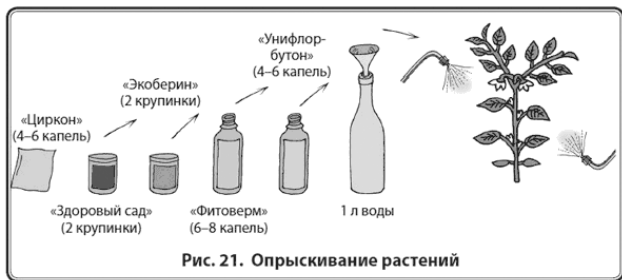 «Циркон»
(4–6 капель)
«Здоровый сад»
(2 крупинки)
«Экоберин»
(2 крупинки)
«Фитоверм»
(6–8 капель)
«Унифлор-
бутон»
(4–6 капель)
1 л воды
Рис. 21. Опрыскивание растений